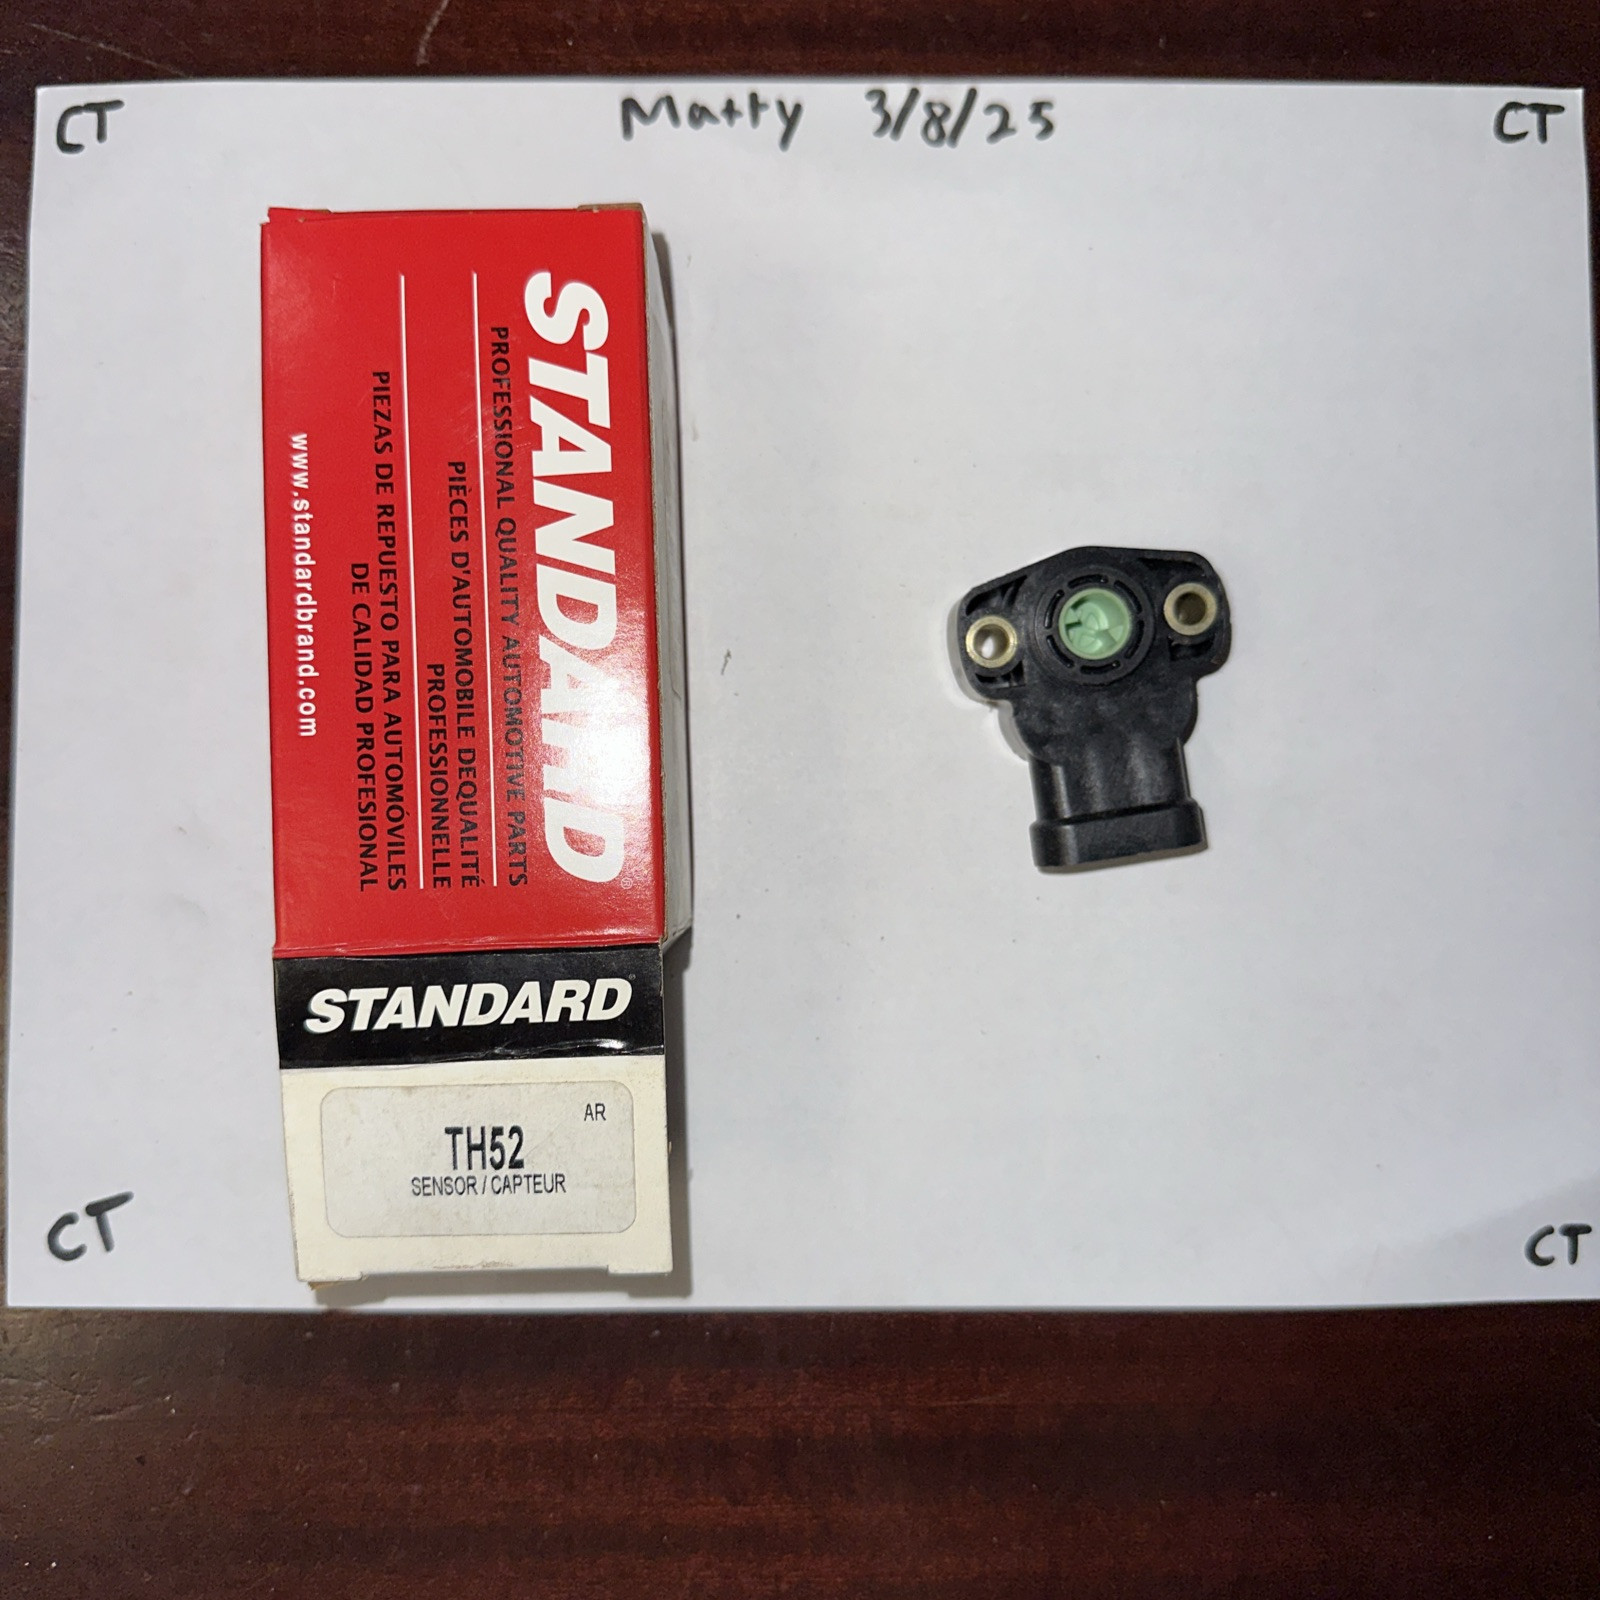 CT
Matty 3/8/25
CT
STANDARD®
PROFESSIONAL QUALITY AUTOMOTIVE PARTS
PIÈCES D'AUTOMOBILE DEQUALITÉ
PROFESSIONNELLE
PIEZAS DE REPUESTO PARA AUTOMÓVILES
DE CALIDAD PROFESIONAL
www.standardbrand.com
STANDARD®
AR
TH52
SENSOR / CAPTEUR
CT
CT